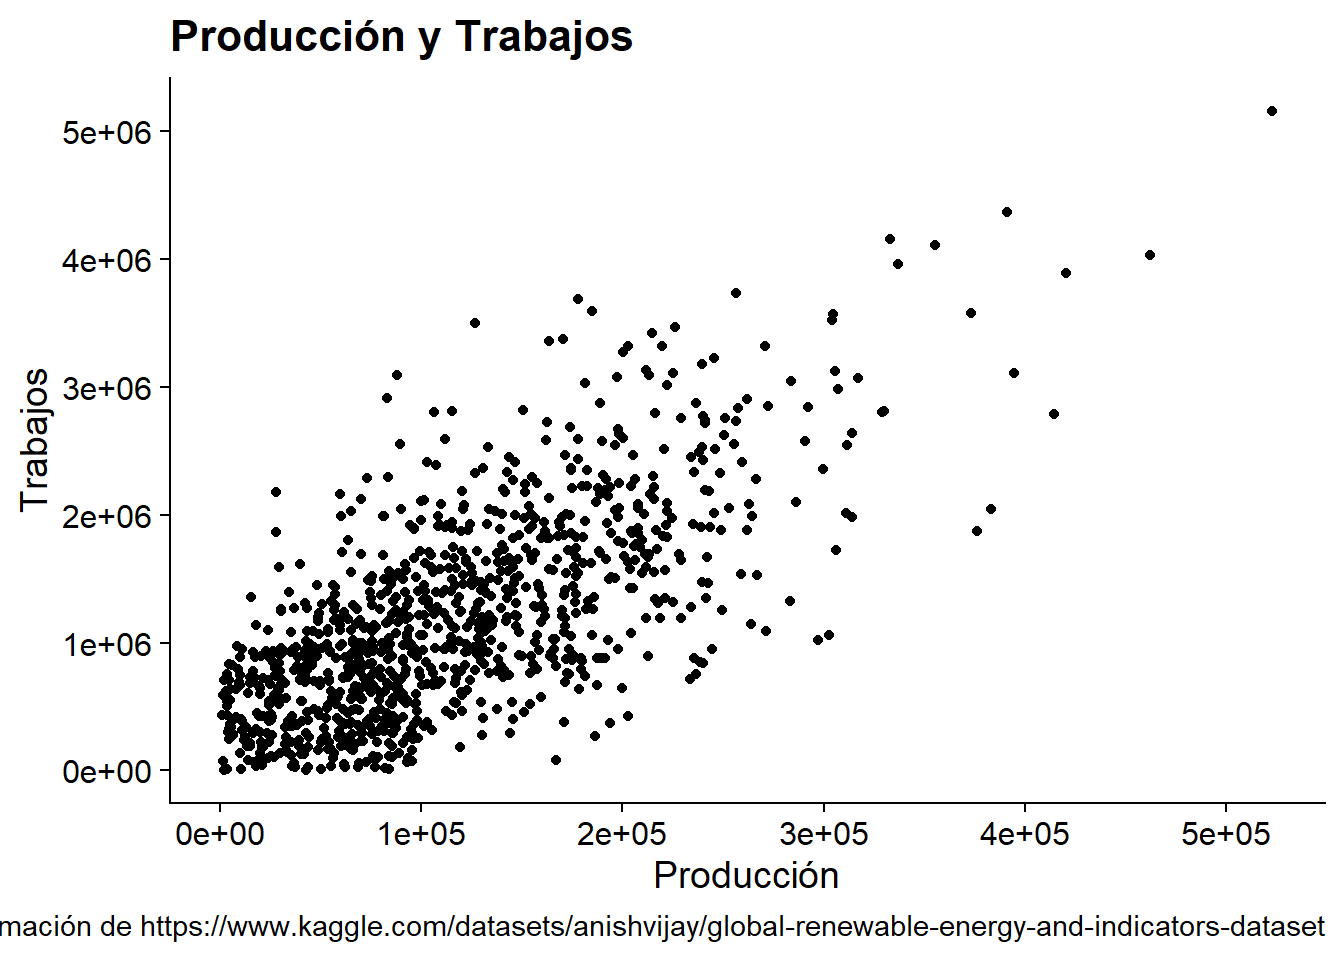 Producción y Trabajos
Trabajos
5e+06
4e+06
3e+06
2e+06
1e+06
0e+00
0e+00 1e+05 2e+05 3e+05 4e+05 5e+05
Producción
mación de https://www.kaggle.com/datasets/anishvijay/global-renewable-energy-and-indicators-dataset